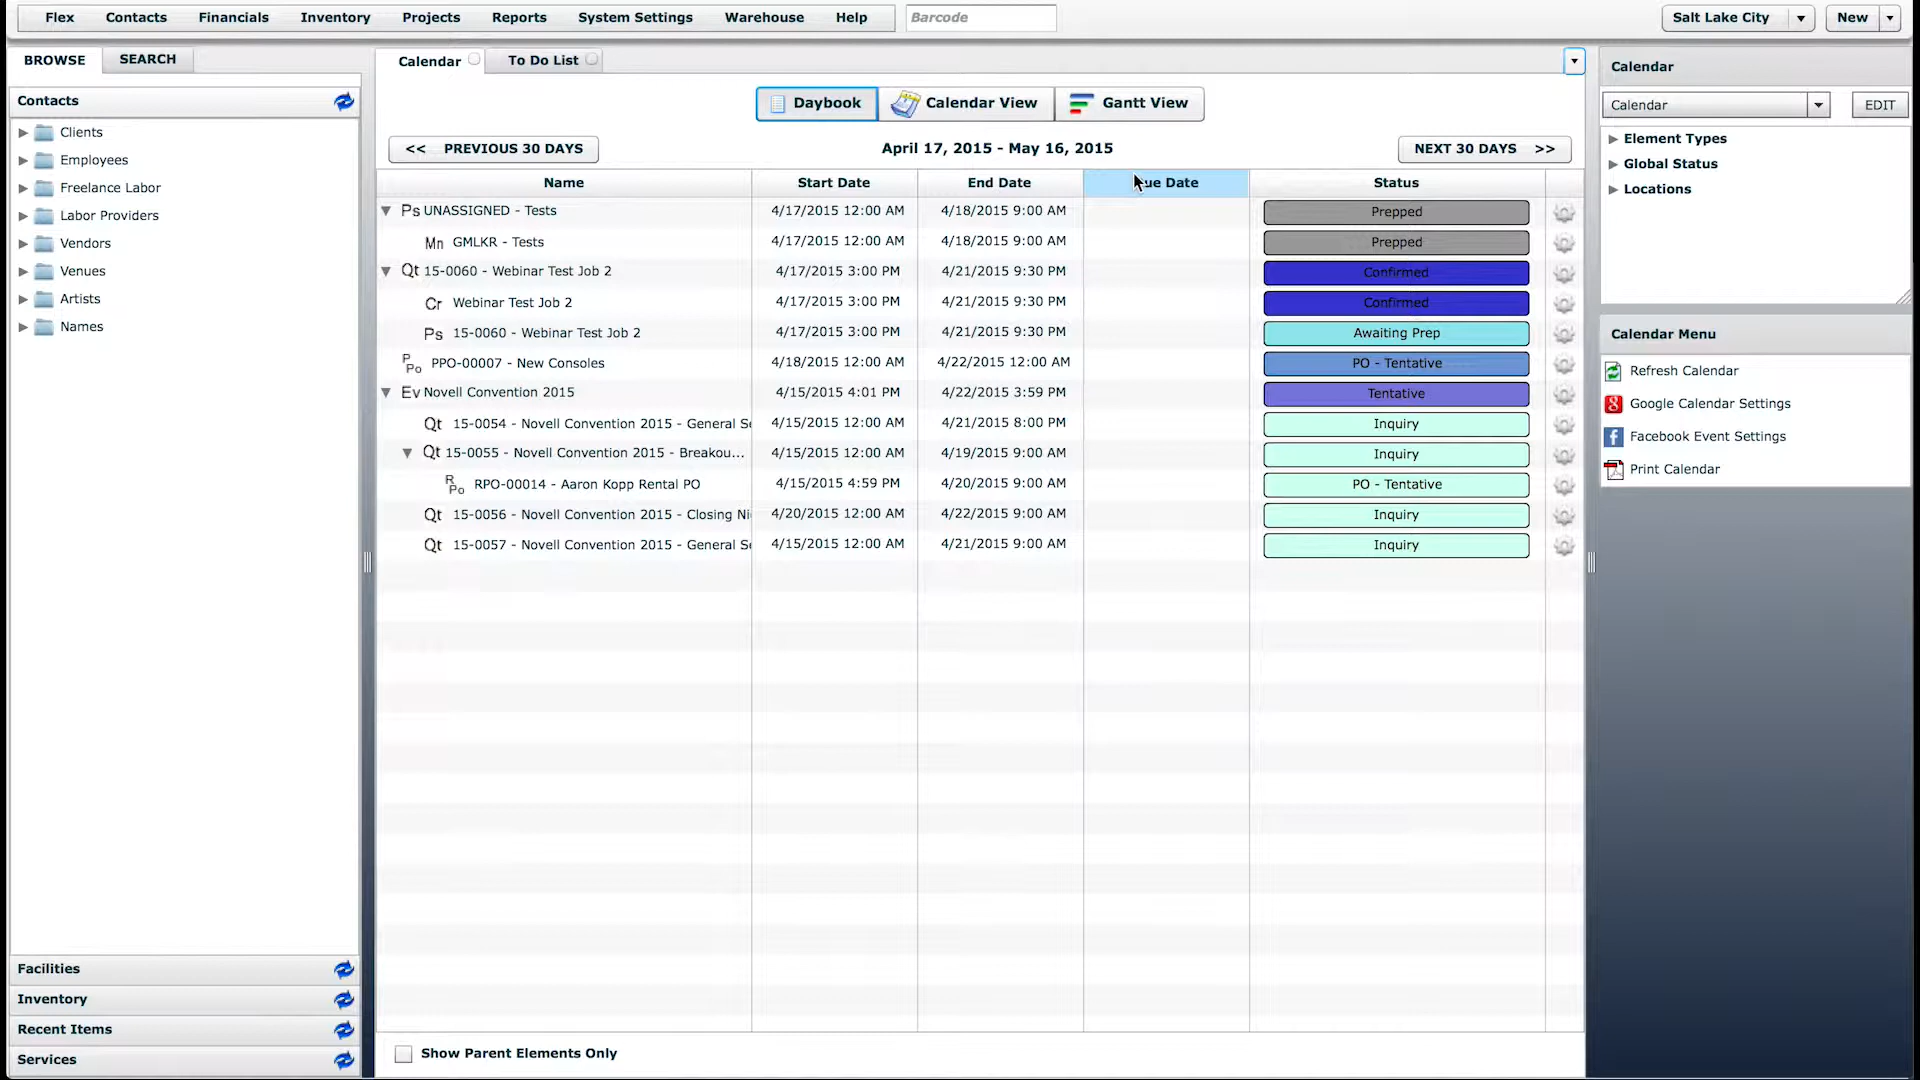 Flex Contacts Financials Inventory Projects Reports System Settings Warehouse Help Barcode Salt Lake City New
BROWSE SEARCH
Contacts
Clients
Employees
Freelance Labor
Labor Providers
Vendors
Venues
Artists
Names
Facilities
Inventory
Recent Items
Services
Calendar To Do List
Daybook Calendar View Gantt View
<< PREVIOUS 30 DAYS April 17, 2015 - May 16, 2015 NEXT 30 DAYS >>
Name Start Date End Date ue Date Status
Ps UNASSIGNED - Tests 4/17/2015 12:00 AM 4/18/2015 9:00 AM Prepped
Mn GMLKR - Tests 4/17/2015 12:00 AM 4/18/2015 9:00 AM Prepped
Qt 15-0060 - Webinar Test Job 2 4/17/2015 3:00 PM 4/21/2015 9:30 PM Confirmed
Cr Webinar Test Job 2 4/17/2015 3:00 PM 4/21/2015 9:30 PM Confirmed
Ps 15-0060 - Webinar Test Job 2 4/17/2015 3:00 PM 4/21/2015 9:30 PM Awaiting Prep
PPo PPO-00007 - New Consoles 4/18/2015 12:00 AM 4/22/2015 12:00 AM PO - Tentative
Ev Novell Convention 2015 4/15/2015 4:01 PM 4/22/2015 3:59 PM Tentative
Qt 15-0054 - Novell Convention 2015 - General Se 4/15/2015 12:00 AM 4/21/2015 8:00 PM Inquiry
Qt 15-0055 - Novell Convention 2015 - Breakou... 4/15/2015 12:00 AM 4/19/2015 9:00 AM Inquiry
RPo RPO-00014 - Aaron Kopp Rental PO 4/15/2015 4:59 PM 4/20/2015 9:00 AM PO - Tentative
Qt 15-0056 - Novell Convention 2015 - Closing Ni 4/20/2015 12:00 AM 4/22/2015 9:00 AM Inquiry
Qt 15-0057 - Novell Convention 2015 - General Se 4/15/2015 12:00 AM 4/21/2015 9:00 AM Inquiry
Show Parent Elements Only
Calendar
Calendar EDIT
Element Types
Global Status
Locations
Calendar Menu
Refresh Calendar
Google Calendar Settings
Facebook Event Settings
Print Calendar